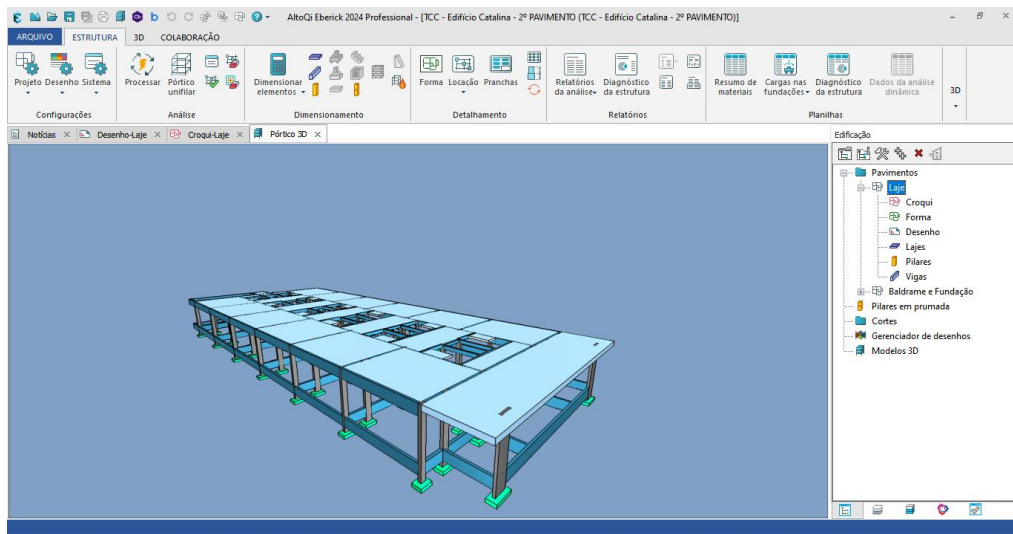 AltoQi Eberick 2024 Professional - [TCC - Edifício Catalina - 2º PAVIMENTO (TCC - Edifício Catalina - 2º PAVIMENTO)]
ARQUIVO ESTRUTURA 3D COLABORAÇÃO
Projeto Desenho Sistema
Processar Pórtico unifilar
Dimensionar elementos
Forma Locação Pranchas
Relatórios da análise Diagnóstico da estrutura
Resumo de materiais Cargas nas fundações Diagnóstico da estrutura Dados da análise dinâmica
3D
Configurações Análise Dimensionamento Detalhamento Relatórios Planilhas
Notícias Desenho-Laje Croqui-Laje Pórtico 3D
Edificação
Pavimentos
Laje
Croqui
Forma
Desenho
Lajes
Pilares
Vigas
Baldrame e Fundação
Pilares em prumada
Cortes
Gerenciador de desenhos
Modelos 3D